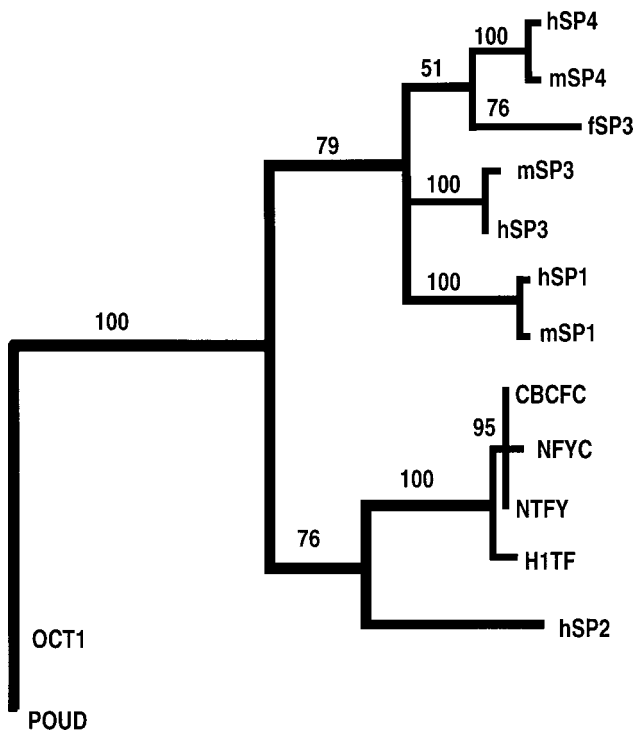 hSP4
100
mSP4
51
76
fSP3
79
mSP3
100
hSP3
hSP1
100
mSP1
100
CBCFC
95
NFYC
100
NTFY
76
H1TF
hSP2
OCT1
POUD